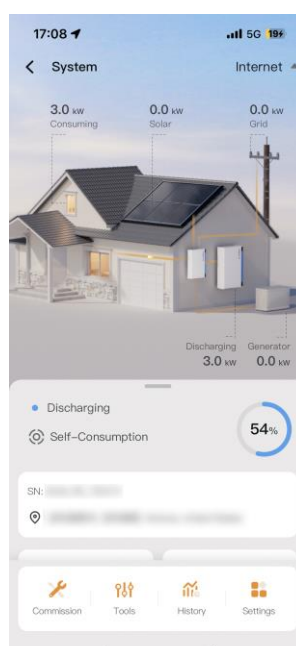 17:08
5G 19
System
Internet
3.0 kW
Consuming
0.0 kW
Solar
0.0 kW
Grid
Discharging
3.0 kW
Generator
0.0 kW
Discharging
Self-Consumption
54%
SN:
Commission
Tools
History
Settings